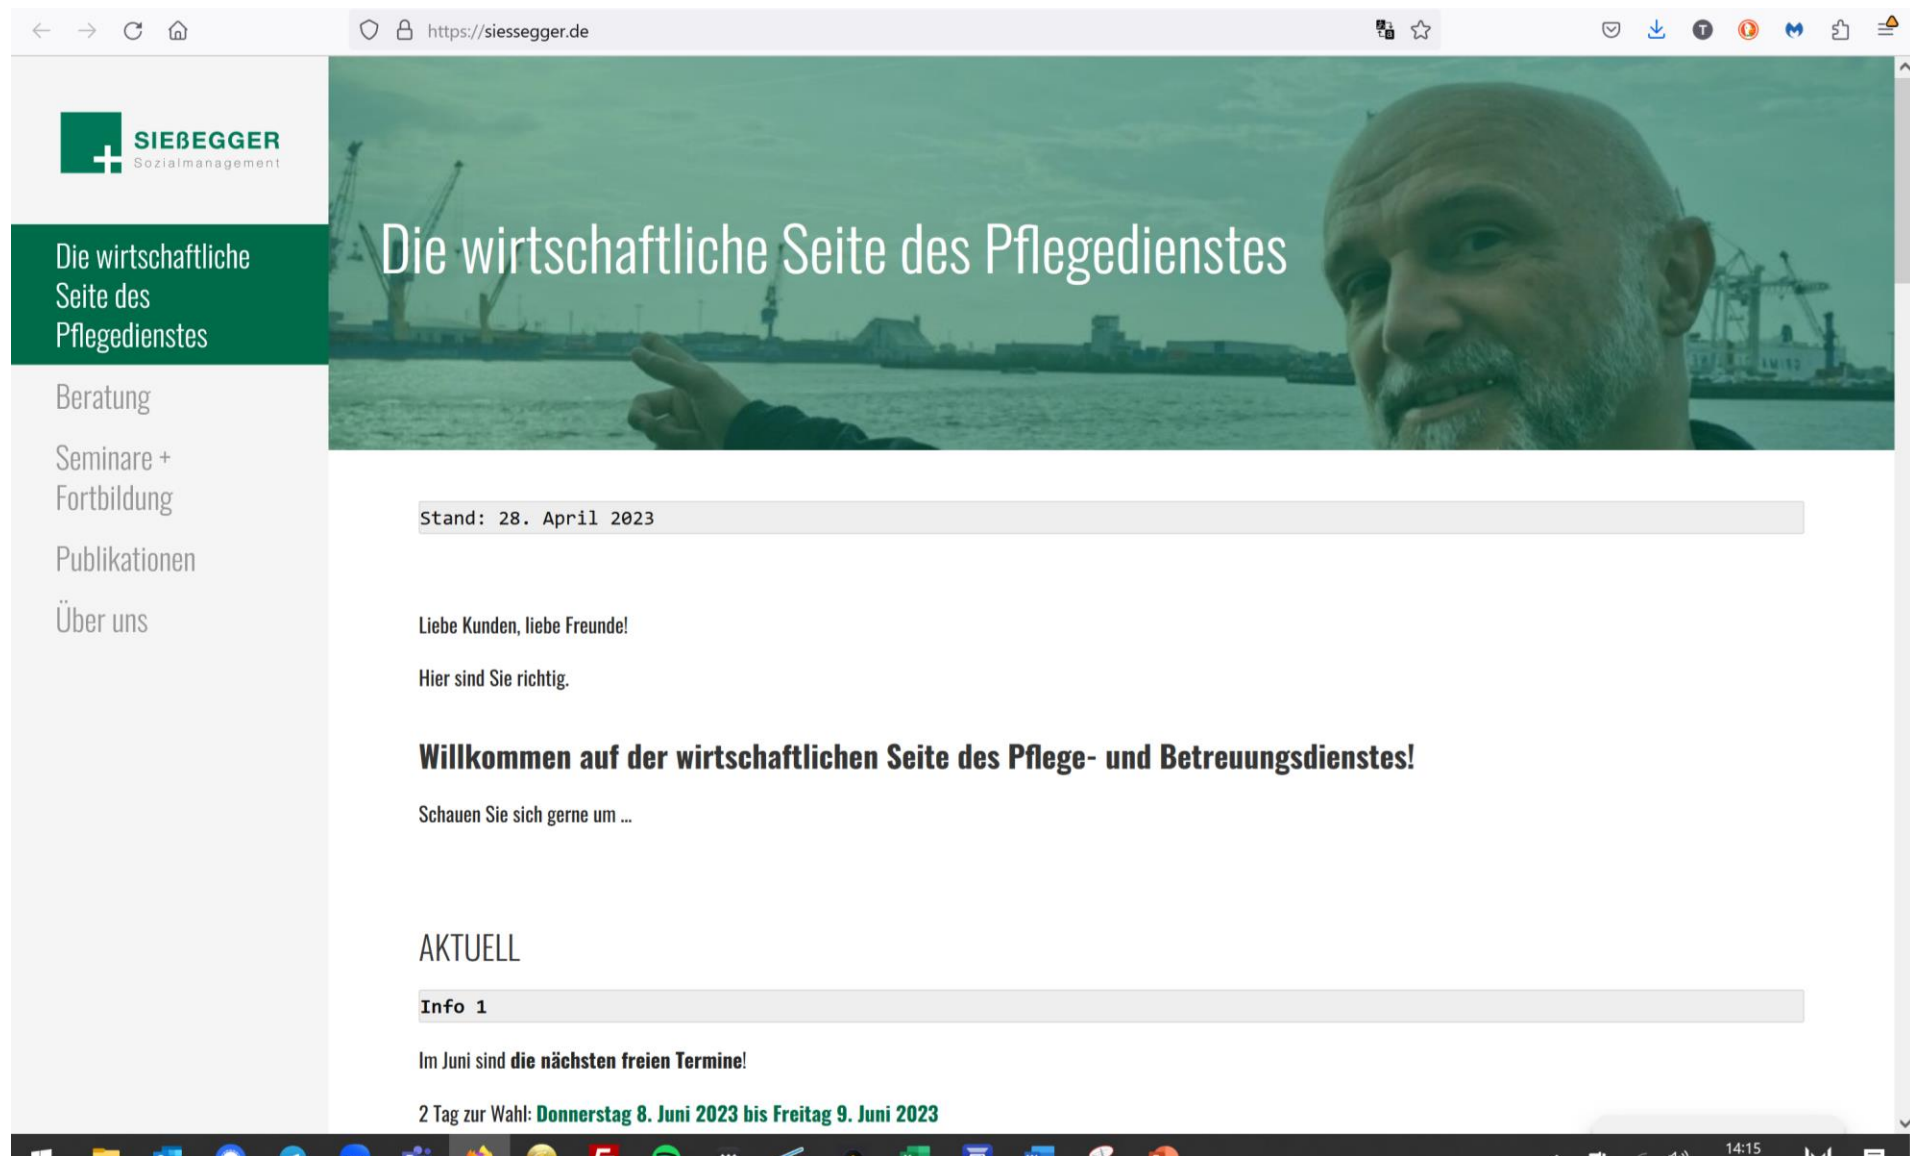 https://siessegger.de
SIEẞEGGER
Sozialmanagement
Die wirtschaftliche
Seite des
Pflegedienstes
Beratung
Seminare +
Fortbildung
Publikationen
Über uns
Die wirtschaftliche Seite des Pflegedienstes
Stand: 28. April 2023
Liebe Kunden, liebe Freunde!
Hier sind Sie richtig.
Willkommen auf der wirtschaftlichen Seite des Pflege- und Betreuungsdienstes!
Schauen Sie sich gerne um ...
AKTUELL
Info 1
Im Juni sind die nächsten freien Termine!
2 Tag zur Wahl: Donnerstag 8. Juni 2023 bis Freitag 9. Juni 2023
14:15